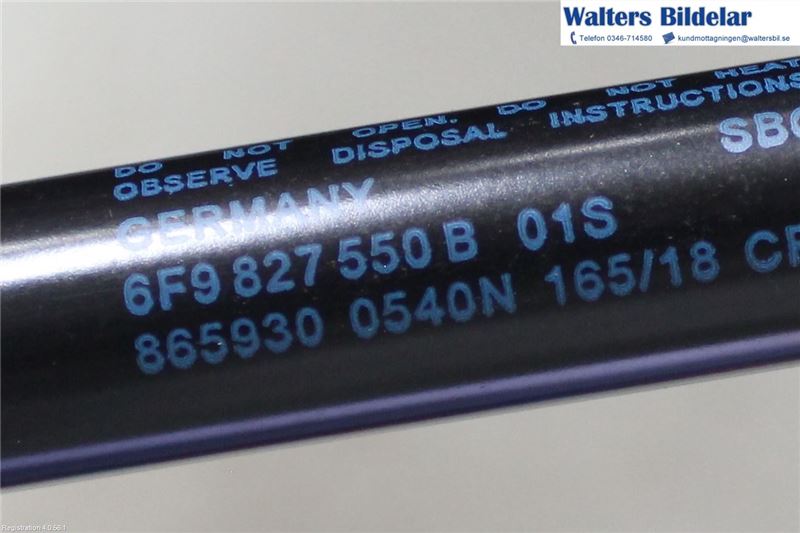 Walters Bildelar
Telefon 0346-714580 kundmottagningen@waltersbil.se
DO NOT OPEN. DO NOT HEAT
OBSERVE DISPOSAL INSTRUCTIONS
GERMANY
6F9 827 550 B 01S
865930 0540N 165/18
Registration 4.0.56.1